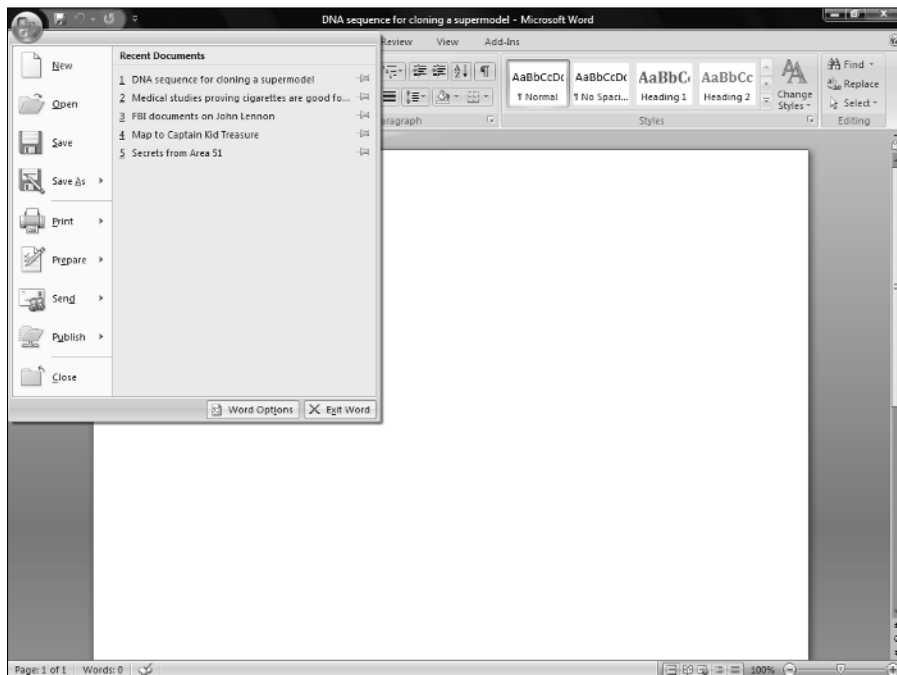 DNA sequence for cloning a supermodel - Microsoft Word
Review View Add-Ins
New
Open
Save
Save As
Print
Prepare
Send
Publish
Close
Recent Documents
1 DNA sequence for cloning a supermodel
2 Medical studies proving cigarettes are good fo...
3 FBI documents on John Lennon
4 Map to Captain Kid Treasure
5 Secrets from Area 51
Word Options Exit Word
AaBbCcDc AaBbCcDc AaBbC AaBbCc
¶ Normal ¶ No Spaci... Heading 1 Heading 2
Change
Styles
Find
Replace
Select
aragraph Styles Editing
Page: 1 of 1 Words: 0 100%